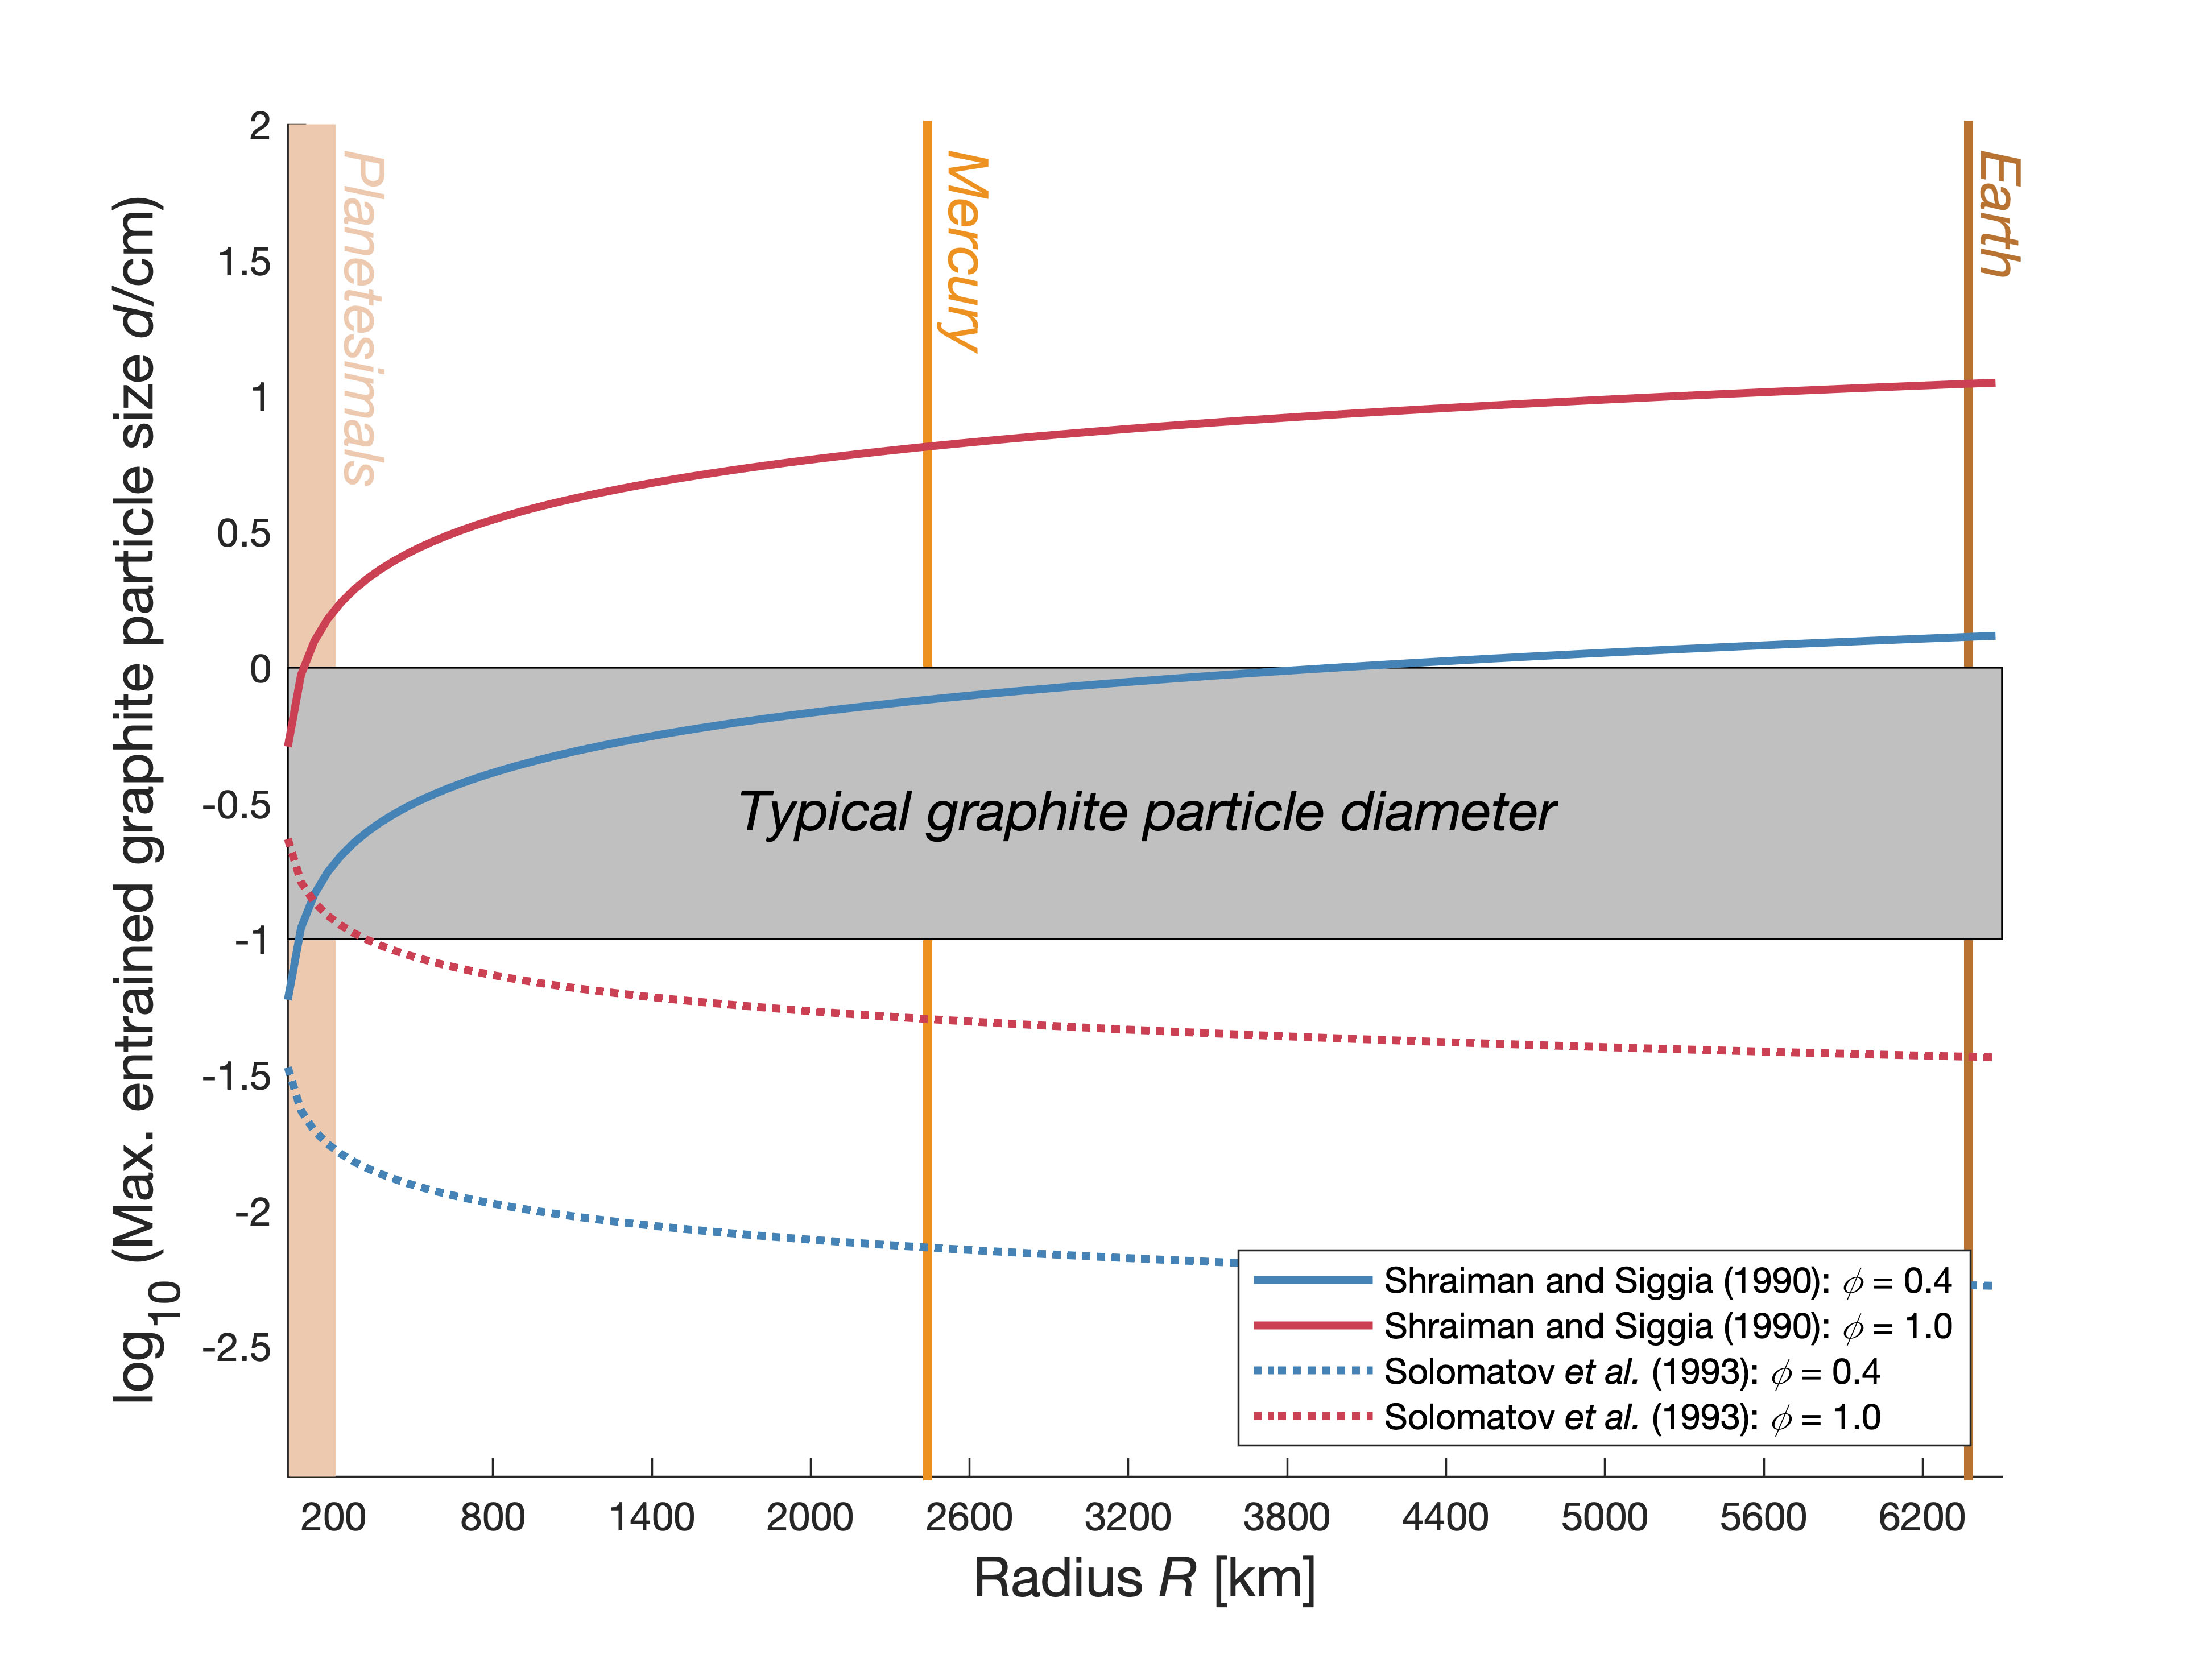 log10 (Max. entrained graphite particle size d/cm)
2
1.5
1
0.5
0
-0.5
-1
-1.5
-2
-2.5
Planetesimals
Mercury
Earth
Typical graphite particle diameter
Shraiman and Siggia (1990): ϕ = 0.4
Shraiman and Siggia (1990): ϕ = 1.0
Solomatov et al. (1993): ϕ = 0.4
Solomatov et al. (1993): ϕ = 1.0
200 800 1400 2000 2600 3200 3800 4400 5000 5600 6200
Radius R [km]